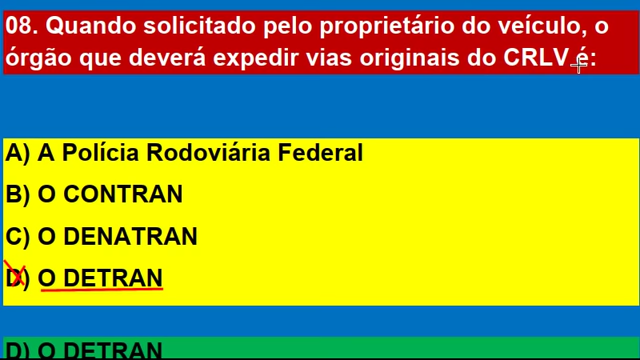 08. Quando solicitado pelo proprietário do veículo, o
órgão que deverá expedir vias originais do CRLV é:
A) A Polícia Rodoviária Federal
B) O CONTRAN
C) O DENATRAN
D) O DETRAN
D) O DETRAN